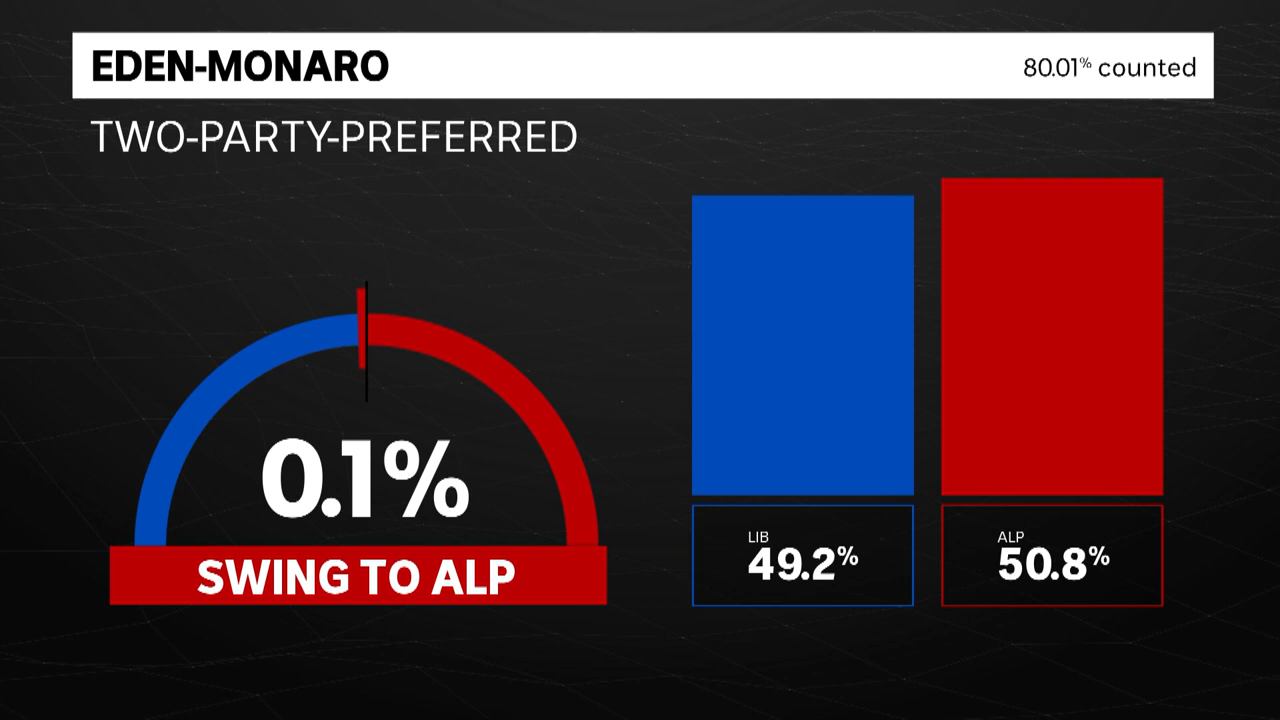 EDEN-MONARO
80.01% counted
TWO-PARTY-PREFERRED
0.1%
SWING TO ALP
LIB
49.2%
ALP
50.8%